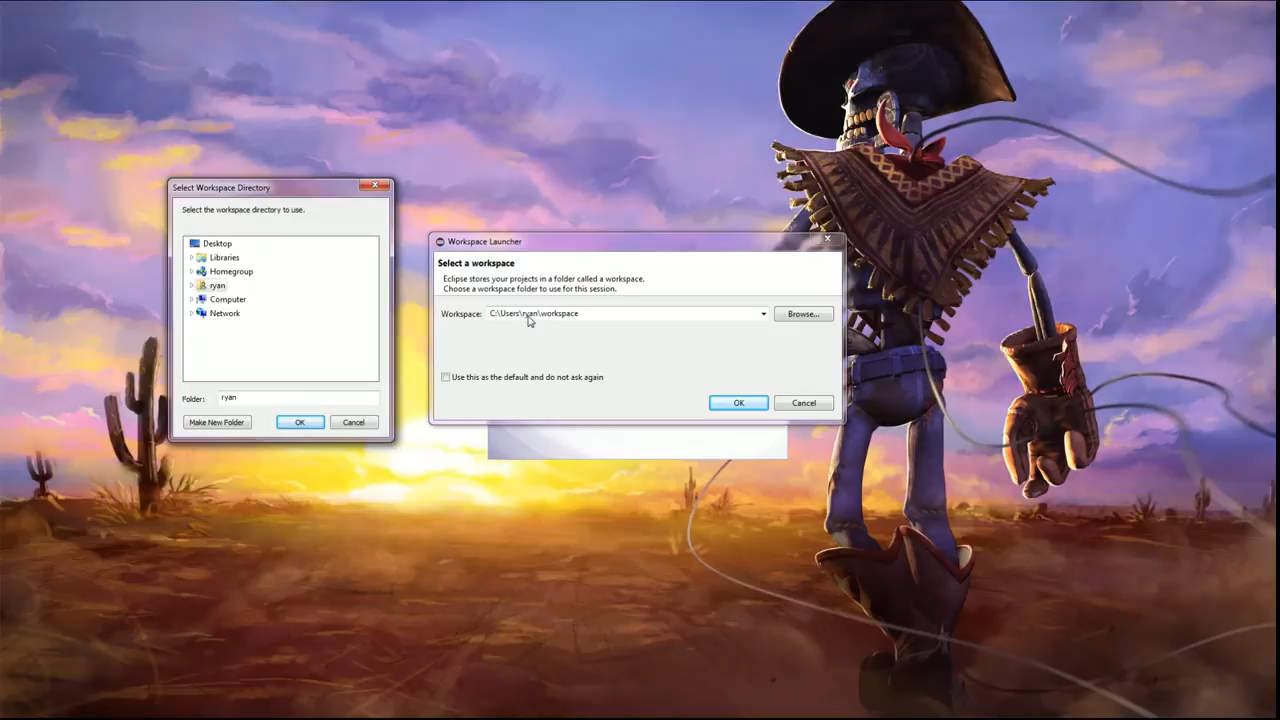 Select Workspace Directory
Select the workspace directory to use.
Desktop
Libraries
Homegroup
ryan
Computer
Network
Folder: ryan
Make New Folder OK Cancel
Workspace Launcher
Select a workspace
Eclipse stores your projects in a folder called a workspace.
Choose a workspace folder to use for this session.
Workspace: C:\Users\ryan\workspace Browse...
Use this as the default and do not ask again
OK Cancel